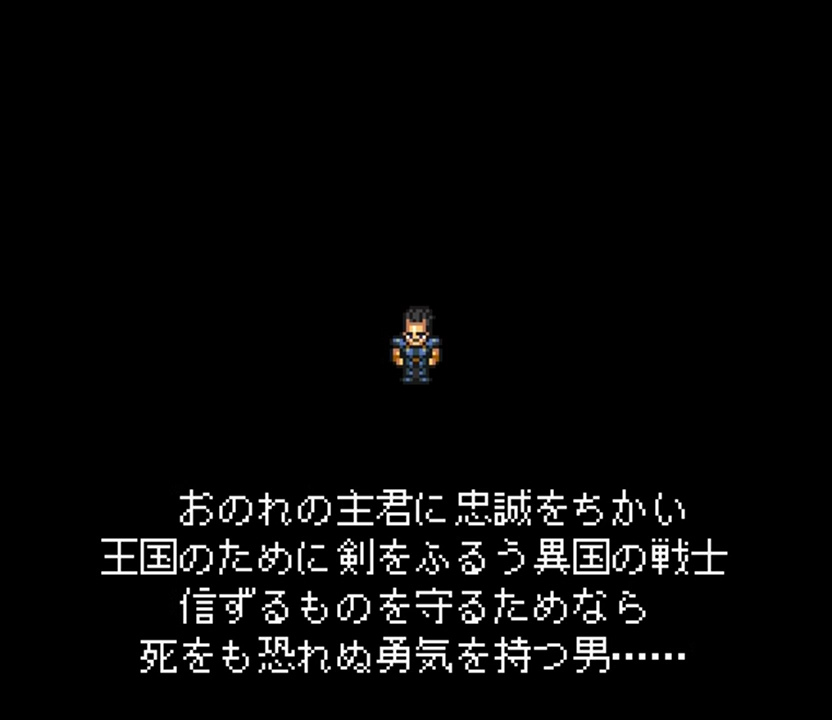 おのれの主君に忠誠をちかい
王国のために剣をふるう異国の戦士
信ずるものを守るためなら
死をも恐れぬ勇気を持つ男……